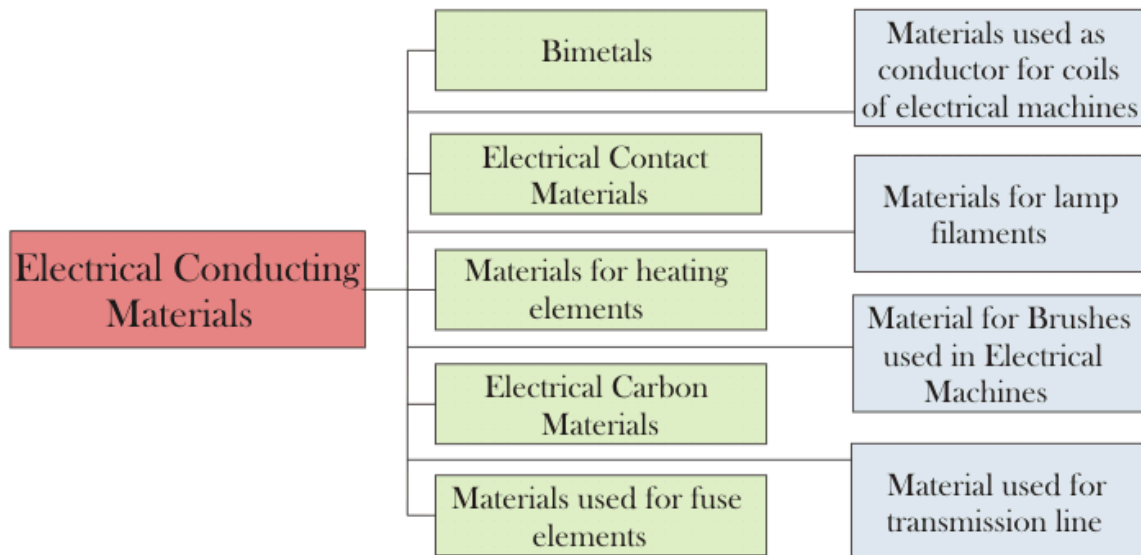 Electrical Conducting
Materials
Bimetals
Materials used as
conductor for coils
of electrical machines
Electrical Contact
Materials
Materials for lamp
filaments
Materials for heating
elements
Material for Brushes
used in Electrical
Machines
Electrical Carbon
Materials
Material used for
transmission line
Materials used for fuse
elements